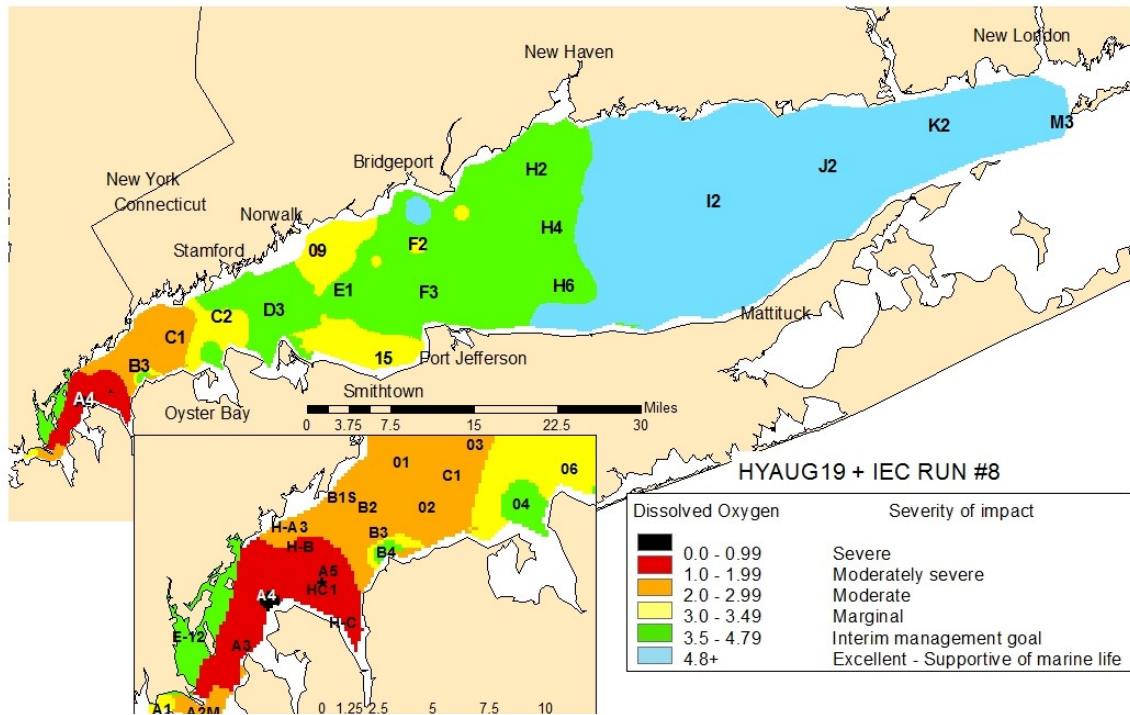 New London
New Haven
K2
M3
Bridgeport
H2
J2
New York
Connecticut
I2
Norwalk
H4
09
F2
Stamford
E1
F3
H6
D3
C2
Mattituck
C1
15
Port Jefferson
B3
Smithtown
A4
Oyster Bay
Miles
0 3.75 7.5 15 22.5 30
HYAUG19 + IEC RUN #8
Dissolved Oxygen Severity of impact
0.0 - 0.99 Severe
1.0 - 1.99 Moderately severe
2.0 - 2.99 Moderate
3.0 - 3.49 Marginal
3.5 - 4.79 Interim management goal
4.8+ Excellent - Supportive of marine life
03
01
C1
06
B1S
B2
02
04
H-A3
B3
H-B
B4
A5
A4
HC1
H-C
E-12
A3
A1
A2M
0 1.25 2.5 5 7.5 10